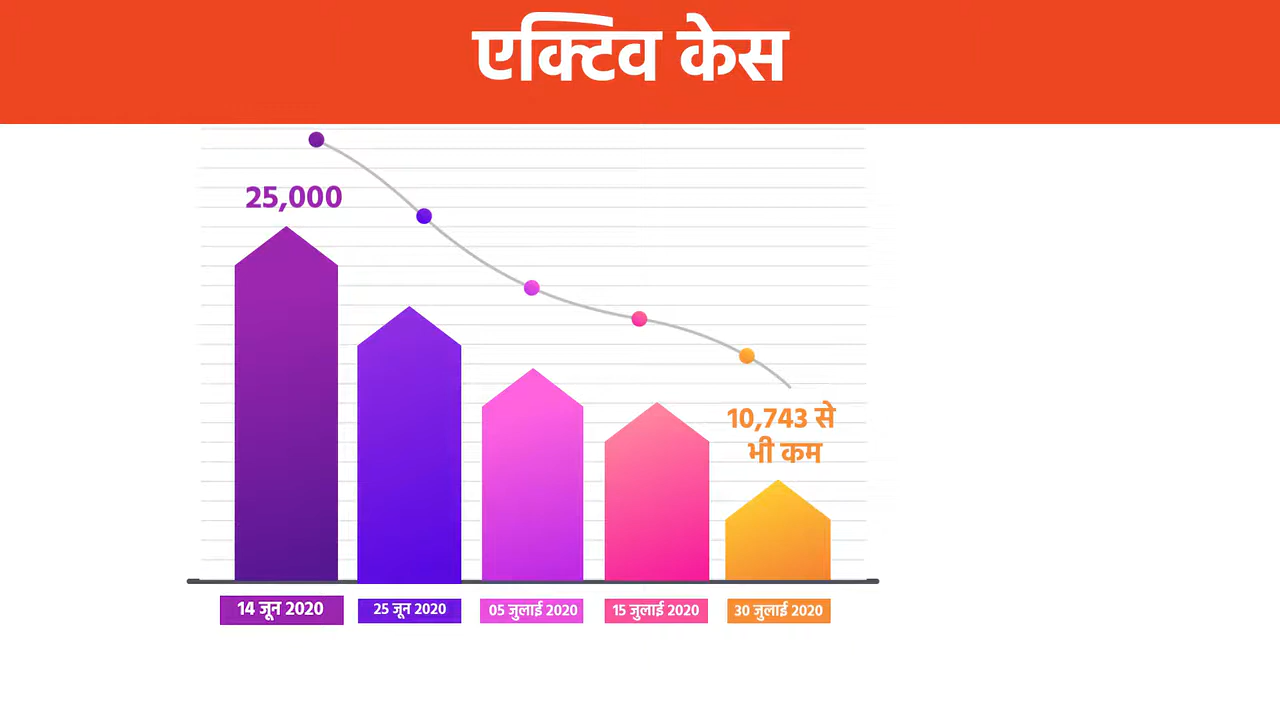 एक्टिव केस
25,000
10,743 से
भी कम
14 जून 2020
25 जून 2020
05 जुलाई 2020
15 जुलाई 2020
30 जुलाई 2020